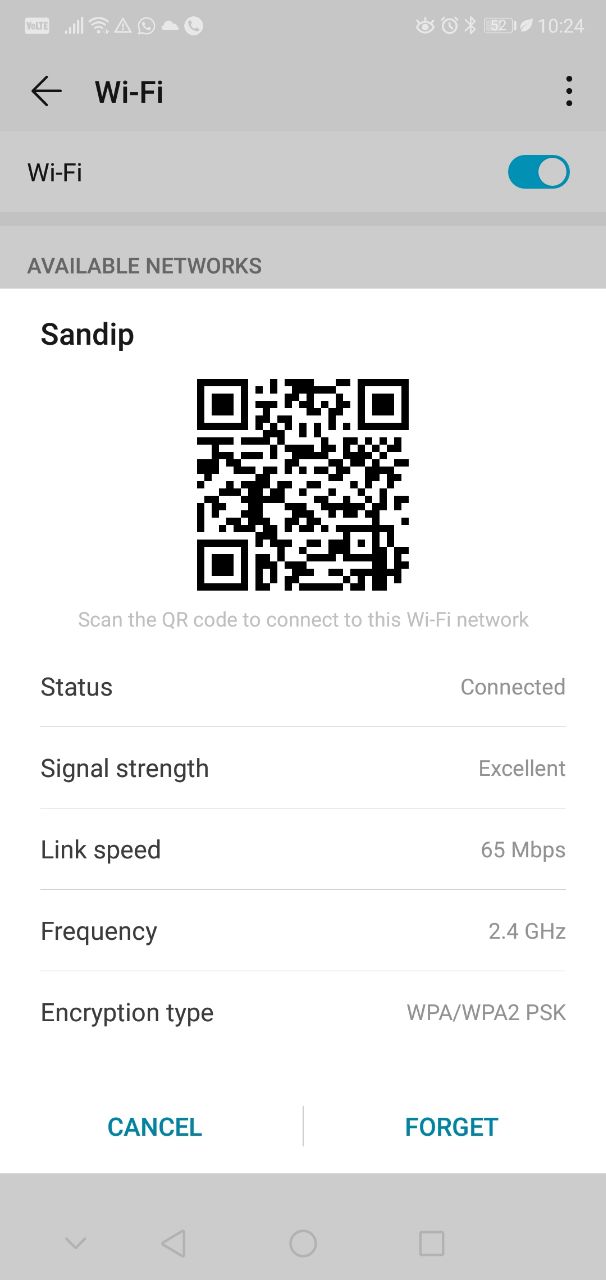 VoLTE 52 10:24
Wi-Fi
Wi-Fi
AVAILABLE NETWORKS
Sandip
Scan the QR code to connect to this Wi-Fi network
Status Connected
Signal strength Excellent
Link speed 65 Mbps
Frequency 2.4 GHz
Encryption type WPA/WPA2 PSK
CANCEL FORGET